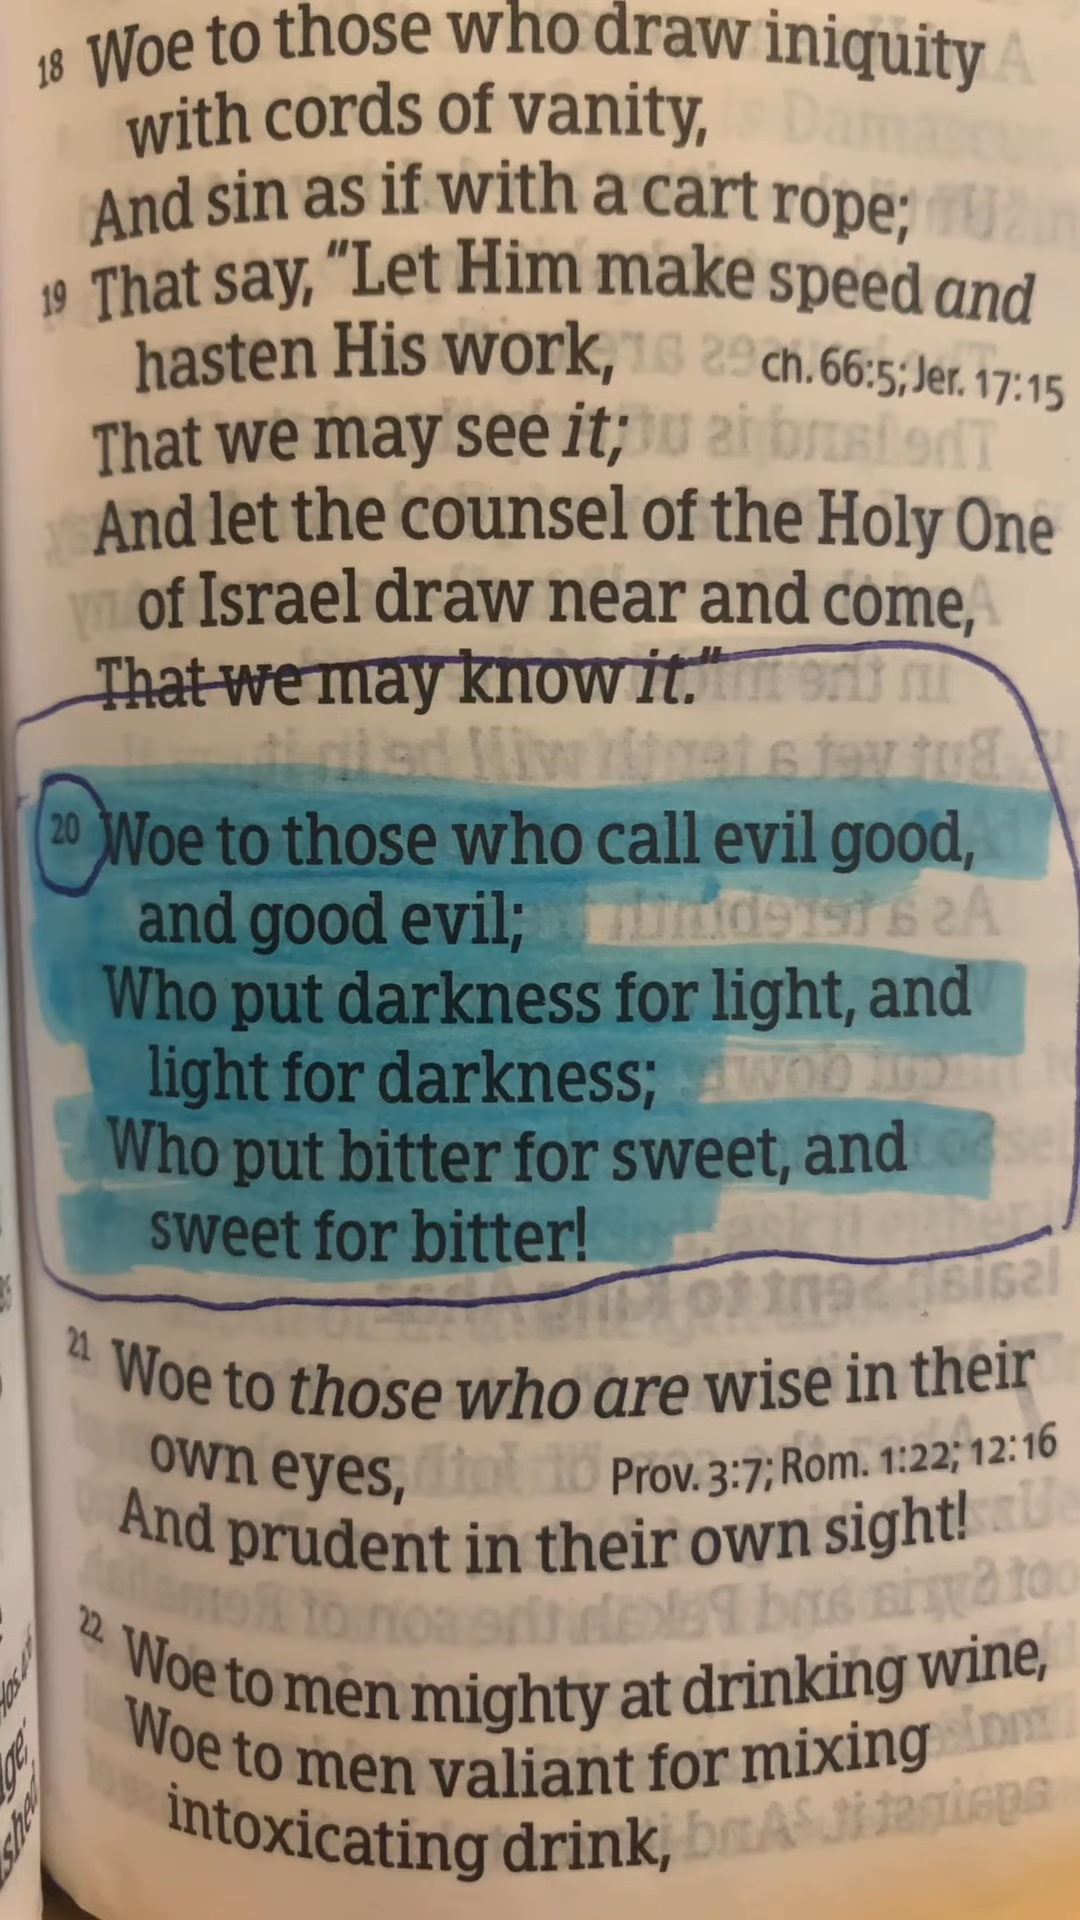 18 Woe to those who draw iniquity
with cords of vanity,
And sin as if with a cart rope;
19 That say, “Let Him make speed and
hasten His work, ch. 66:5; Jer. 17:15
That we may see it;
And let the counsel of the Holy One
of Israel draw near and come,
That we may know it.”
20 Woe to those who call evil good,
and good evil;
Who put darkness for light, and
light for darkness;
Who put bitter for sweet, and
sweet for bitter!
21 Woe to those who are wise in their
own eyes, Prov. 3:7; Rom. 1:22; 12:16
And prudent in their own sight!
22 Woe to men mighty at drinking wine,
Woe to men valiant for mixing
intoxicating drink,